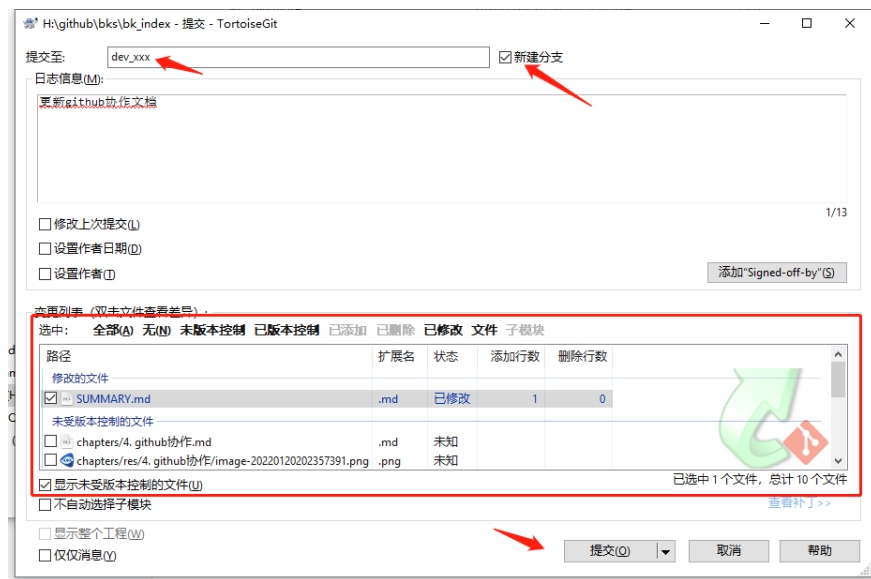 H:\github\bks\bk_index - 提交 - TortoiseGit
提交至: dev_xxx 新建分支
日志信息(M):
更新github协作文档
1/13
修改上次提交(L)
设置作者日期(D)
设置作者(T) 添加"Signed-off-by"(S)
变更列表（双击文件查看差异）:
选中: 全部(A) 无(N) 未版本控制 已版本控制 已添加 已删除 已修改 文件 子模块
路径 扩展名 状态 添加行数 删除行数
修改的文件
SUMMARY.md .md 已修改 1 0
未受版本控制的文件
chapters/4. github协作.md .md 未知
chapters/res/4. github协作/image-20220120202357391.png .png 未知
显示未受版本控制的文件(U) 已选中 1 个文件，总计 10 个文件
不自动选择子模块 查看补丁>>
显示整个工程(W)
仅仅消息(Y) 提交(O) 取消 帮助